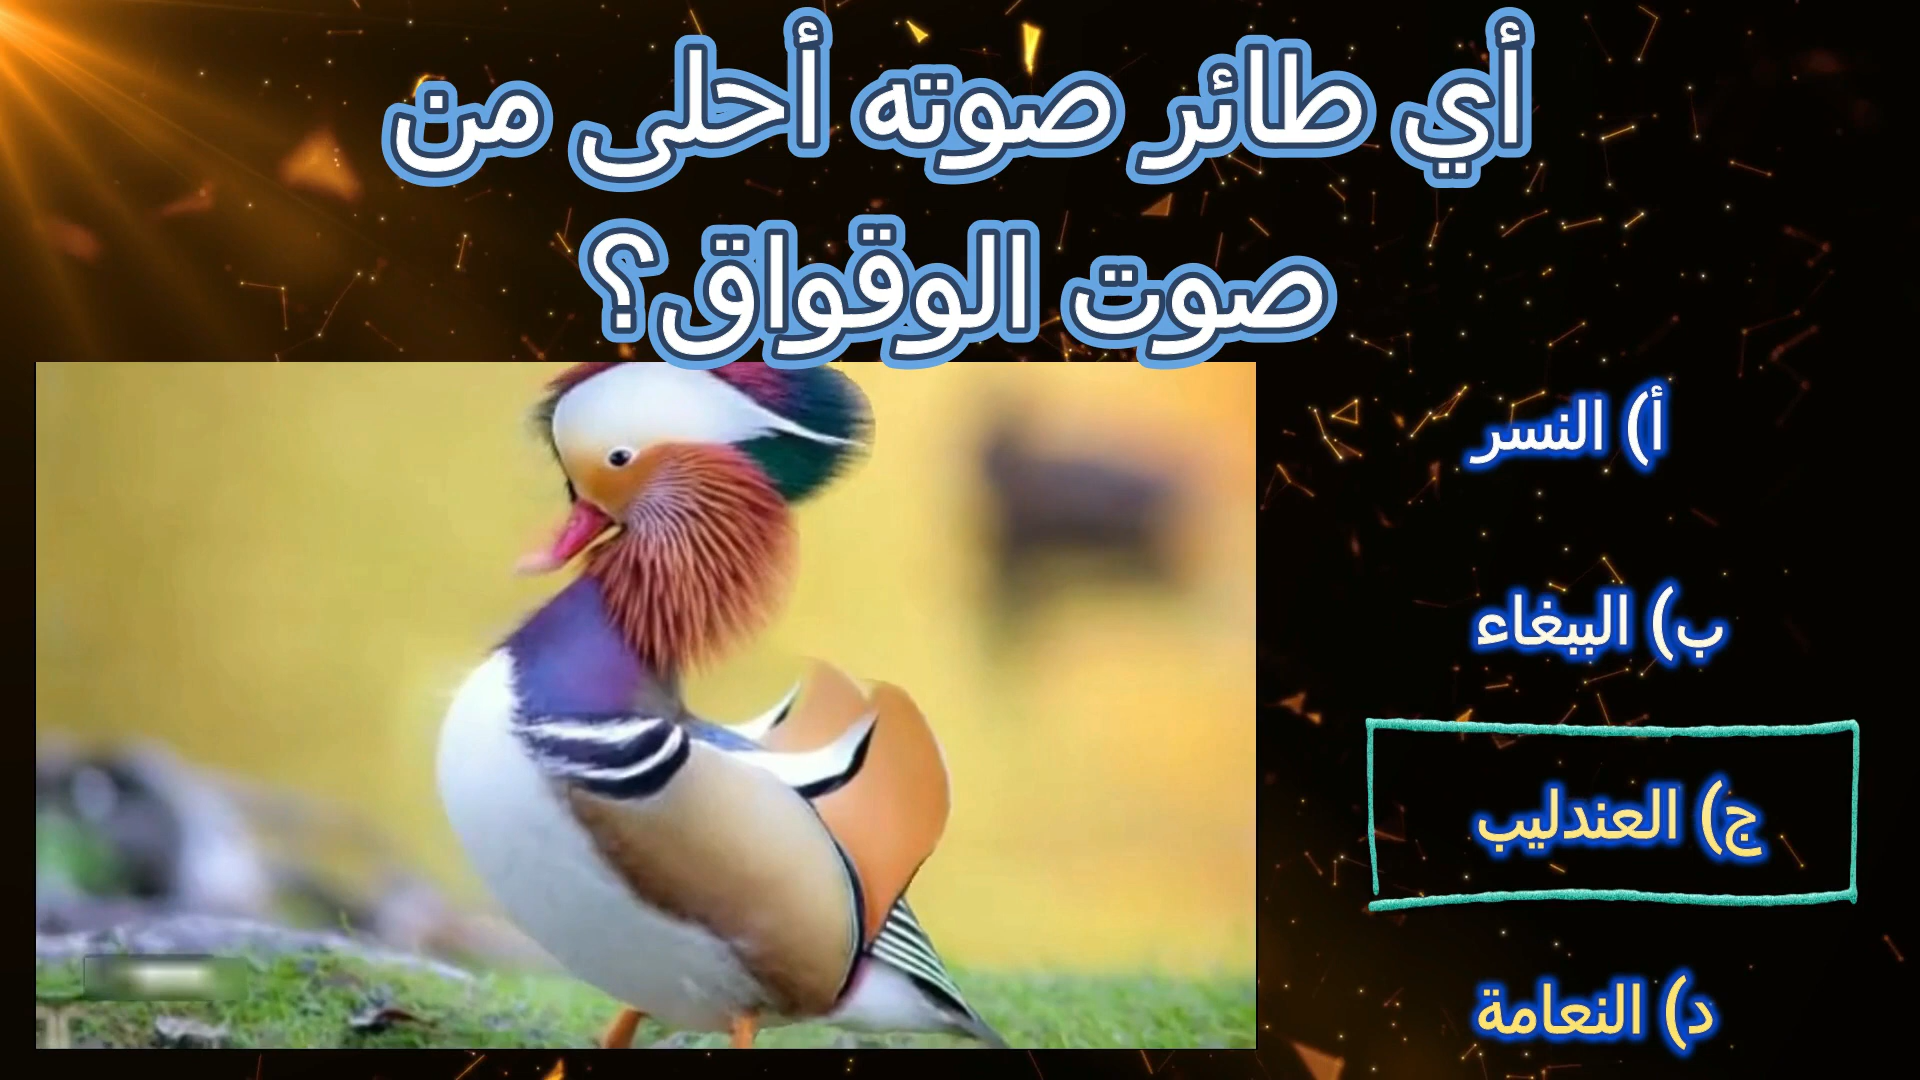 أي طائر صوته أحلى من
صوت الوقواق؟
أ) النسر
ب) الببغاء
ج) العندليب
د) النعامة